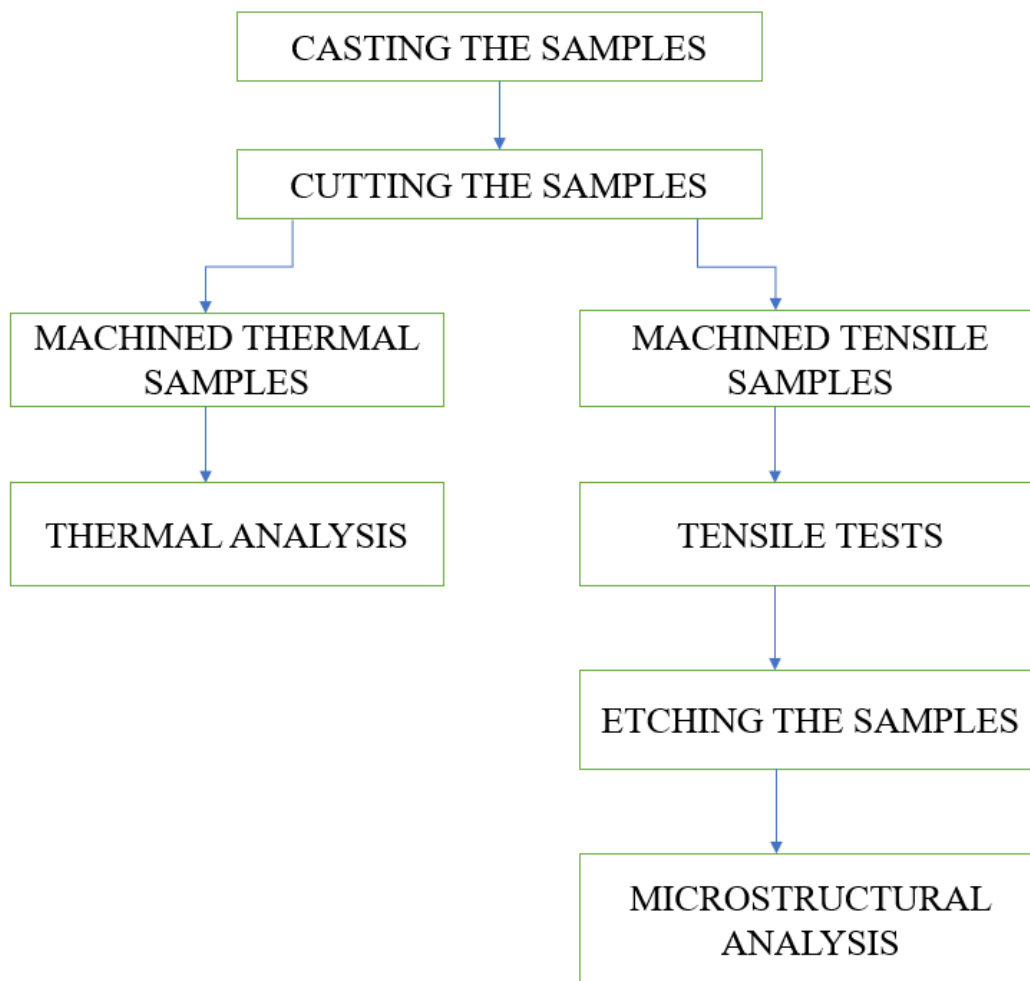 CASTING THE SAMPLES
CUTTING THE SAMPLES
MACHINED THERMAL
SAMPLES
MACHINED TENSILE
SAMPLES
THERMAL ANALYSIS
TENSILE TESTS
ETCHING THE SAMPLES
MICROSTRUCTURAL
ANALYSIS